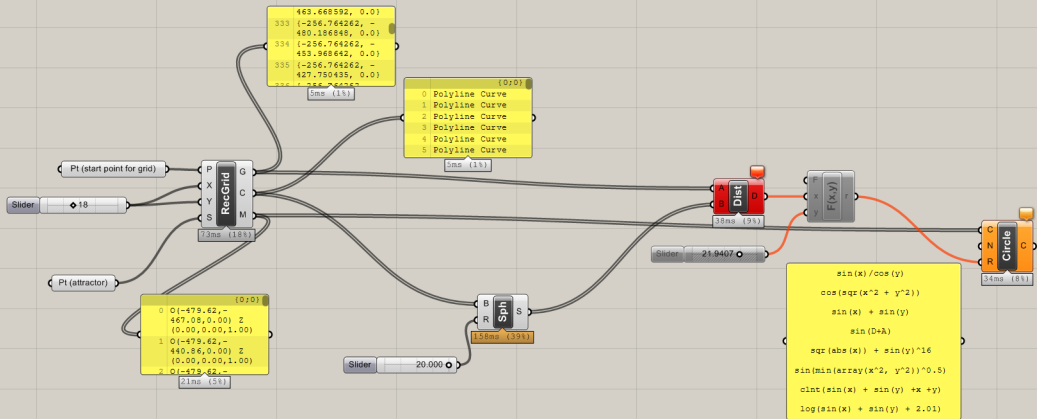 463.668592, 0.0}
333 {-256.764262, -
480.186848, 0.0}
334 {-256.764262, -
453.968642, 0.0}
335 {-256.764262, -
427.750435, 0.0}
5ms (1%)
{0;0}
0 Polyline Curve
1 Polyline Curve
2 Polyline Curve
3 Polyline Curve
4 Polyline Curve
5 Polyline Curve
5ms (1%)
Pt (start point for grid)
Slider
18
P
X
Y
S
RecGrid
G
C
M
73ms (18%)
Pt (attractor)
{0;0}
0 O(-479.62,-
467.08,0.00) Z
(0.00,0.00,1.00)
1 O(-479.62,-
440.86,0.00) Z
(0.00,0.00,1.00)
2 O(-479.62,-
21ms (5%)
B
R
Sph
S
158ms (39%)
Slider
20.000
A
B
Dist
D
38ms (9%)
Slider
21.9407
F
x
y
F(x,y)
r
C
N
R
Circle
C
34ms (8%)
sin(x)/cos(y)
cos(sqr(x^2 + y^2))
sin(x) + sin(y)
sin(D+A)
sqr(abs(x)) + sin(y)^16
sin(min(array(x^2, y^2))^0.5)
clnt(sin(x) + sin(y) +x +y)
log(sin(x) + sin(y) + 2.01)